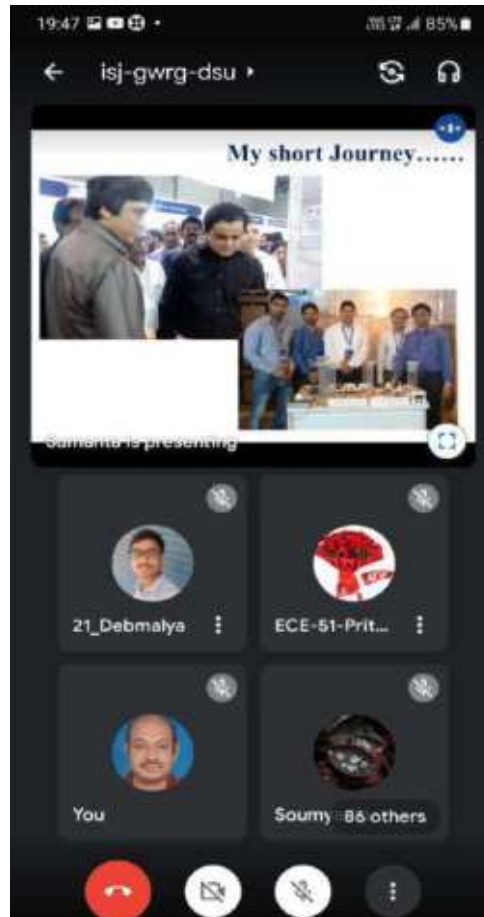 19:47
85%
isj-gwrg-dsu
My short Journey......
Sumanta is presenting
21_Debmalya
ECE-51-Prit...
You
Soumy
86 others